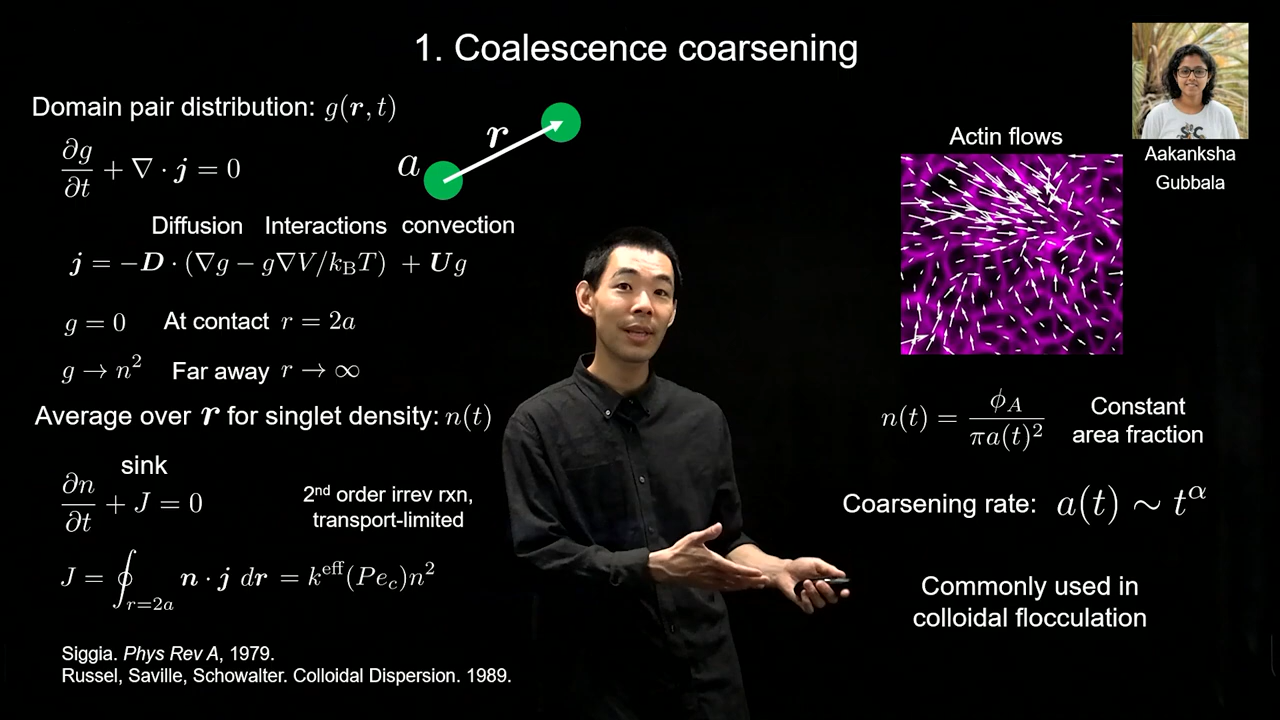 1. Coalescence coarsening
Domain pair distribution: g(r, t)
∂g/∂t + ∇ · j = 0
a
r
Diffusion Interactions convection
j = −D · (∇g − g∇V/k_BT) + Ug
g = 0 At contact r = 2a
g → n² Far away r → ∞
Average over r for singlet density: n(t)
sink
∂n/∂t + J = 0
2nd order irrev rxn,
transport-limited
J = ∮_{r=2a} n · j dr = k^eff(Pe_c)n²
Siggia. Phys Rev A, 1979.
Russel, Saville, Schowalter. Colloidal Dispersion. 1989.
Actin flows
Aakanksha
Gubbala
n(t) = ϕ_A/πa(t)²
Constant
area fraction
Coarsening rate: a(t) ∼ t^α
Commonly used in
colloidal flocculation